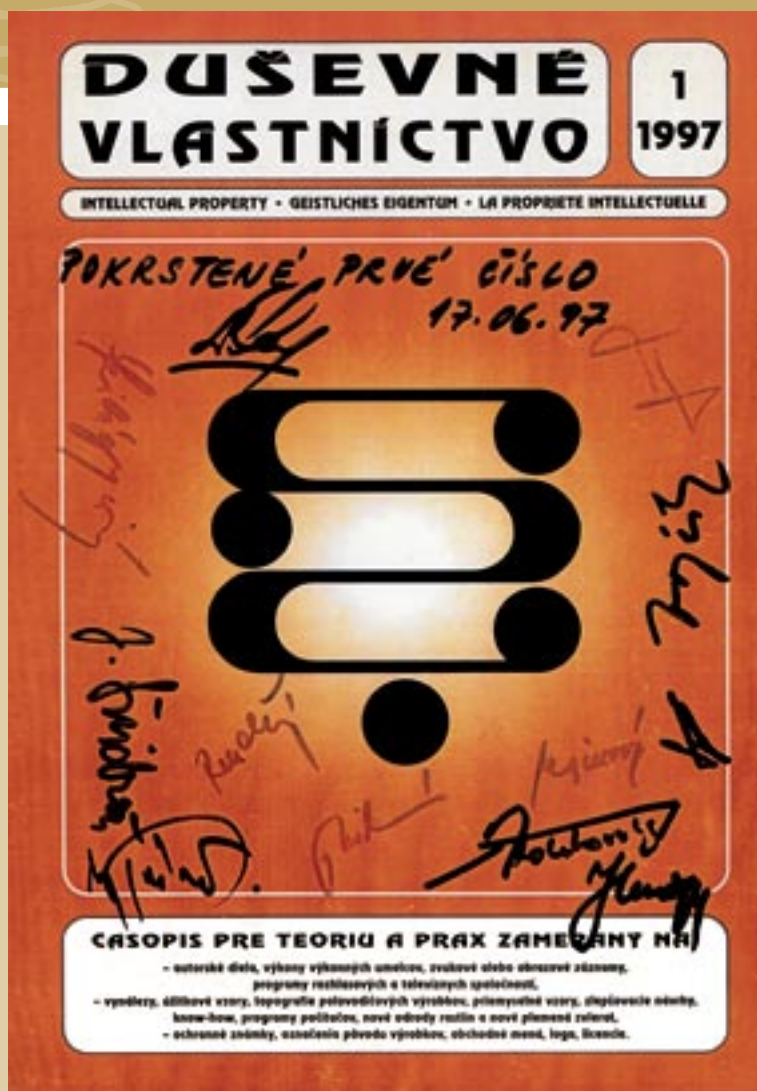 DUŠEVNÉ
VLASTNÍCTVO
1
1997
INTELLECTUAL PROPERTY • GEISTLICHES EIGENTUM • LA PROPRIETE INTELLECTUELLE
POKRSTENÉ PRVÉ ČÍSLO
17.06.97
CASOPIS PRE TEÓRIU A PRAX ZAMERANY NA:
– autorské diela, výkony výkonných umelcov, zvukové alebo obrazové záznamy,
programy rozhlasových a televíznych spoločností,
– vynálezy, úžitkové vzory, topografie polovodičových výrobkov, priemyselné vzory, zlepšovacie návrhy,
know-how, programy počítačov, nové odrody rastlín a nové plemená zvierat,
– ochranné známky, označenia pôvodu výrobkov, obchodné mená, logo, licencie.